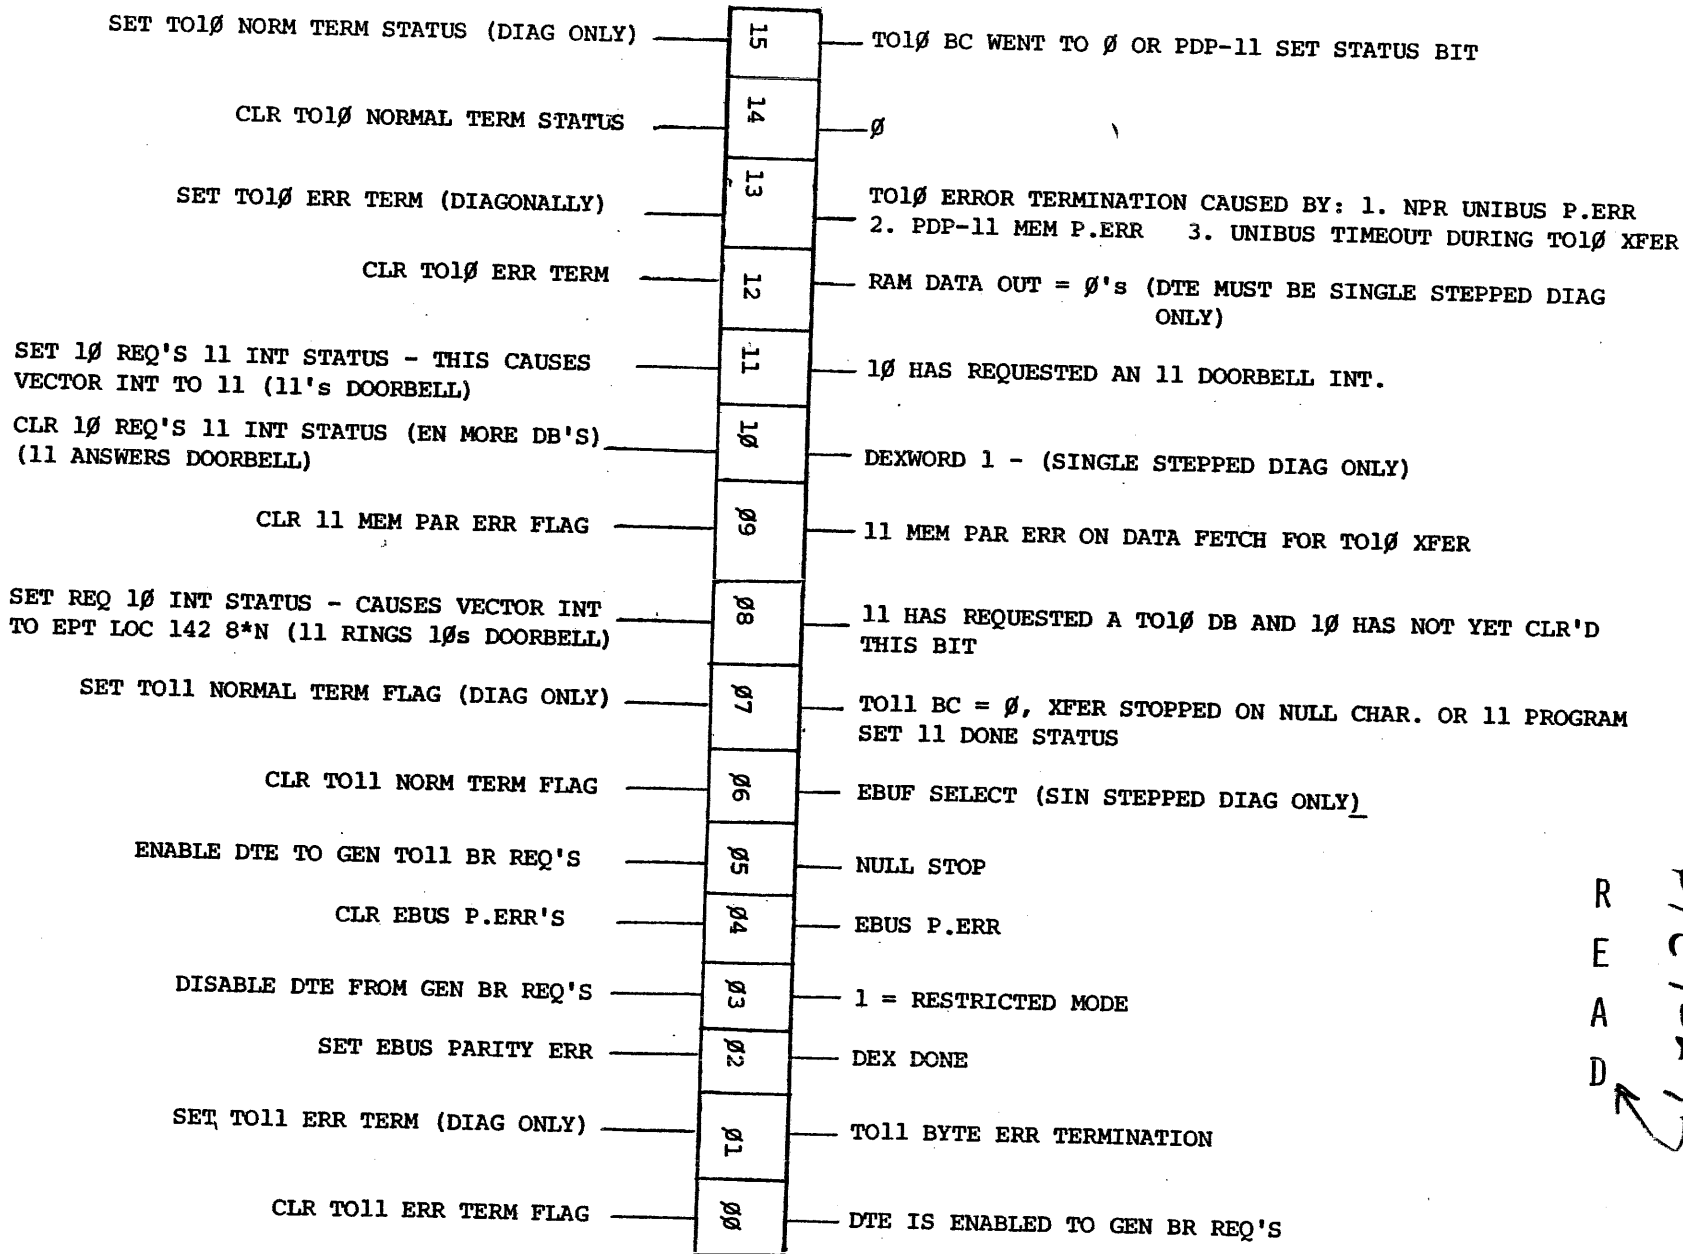 SET TO1Ø NORM TERM STATUS (DIAG ONLY)
15
TO1Ø BC WENT TO Ø OR PDP-11 SET STATUS BIT
CLR TO1Ø NORMAL TERM STATUS
14
Ø
SET TO1Ø ERR TERM (DIAGONALLY)
13
TO1Ø ERROR TERMINATION CAUSED BY: 1. NPR UNIBUS P.ERR
2. PDP-11 MEM P.ERR 3. UNIBUS TIMEOUT DURING TO1Ø XFER
CLR TO1Ø ERR TERM
12
RAM DATA OUT = Ø's (DTE MUST BE SINGLE STEPPED DIAG
ONLY)
SET 1Ø REQ'S 11 INT STATUS - THIS CAUSES
VECTOR INT TO 11 (11's DOORBELL)
11
1Ø HAS REQUESTED AN 11 DOORBELL INT.
CLR 1Ø REQ'S 11 INT STATUS (EN MORE DB'S)
(11 ANSWERS DOORBELL)
1Ø
DEXWORD 1 - (SINGLE STEPPED DIAG ONLY)
CLR 11 MEM PAR ERR FLAG
Ø9
11 MEM PAR ERR ON DATA FETCH FOR TO1Ø XFER
SET REQ 1Ø INT STATUS - CAUSES VECTOR INT
TO EPT LOC 142 8*N (11 RINGS 1Øs DOORBELL)
Ø8
11 HAS REQUESTED A TO1Ø DB AND 1Ø HAS NOT YET CLR'D
THIS BIT
SET TO11 NORMAL TERM FLAG (DIAG ONLY)
Ø7
TO11 BC = Ø, XFER STOPPED ON NULL CHAR. OR 11 PROGRAM
SET 11 DONE STATUS
CLR TO11 NORM TERM FLAG
Ø6
EBUF SELECT (SIN STEPPED DIAG ONLY)
ENABLE DTE TO GEN TO11 BR REQ'S
Ø5
NULL STOP
CLR EBUS P.ERR'S
Ø4
EBUS P.ERR
DISABLE DTE FROM GEN BR REQ'S
Ø3
1 = RESTRICTED MODE
SET EBUS PARITY ERR
Ø2
DEX DONE
SET TO11 ERR TERM (DIAG ONLY)
Ø1
TO11 BYTE ERR TERMINATION
CLR TO11 ERR TERM FLAG
ØØ
DTE IS ENABLED TO GEN BR REQ'S
READ